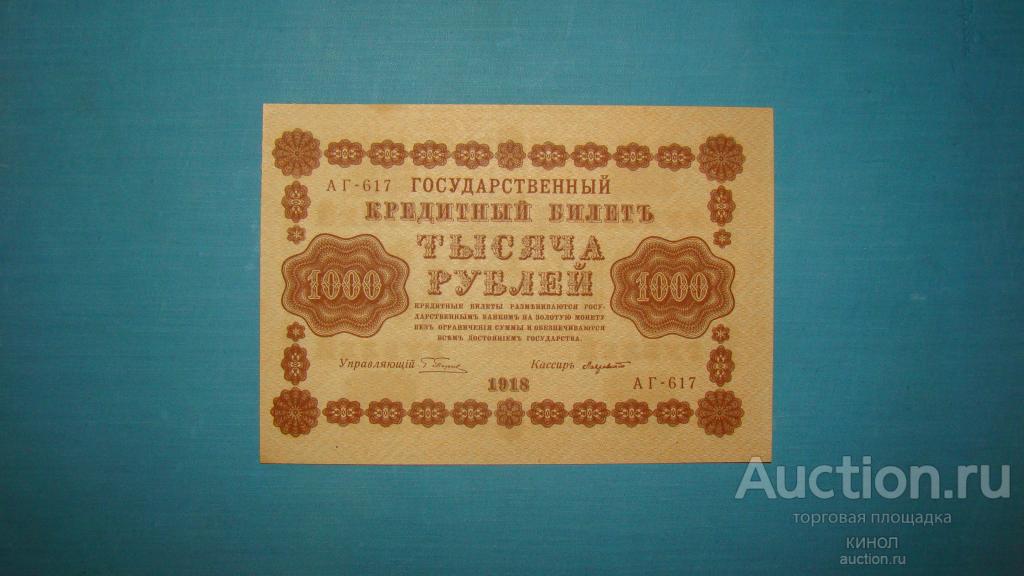 АГ-617 ГОСУДАРСТВЕННЫЙ
КРЕДИТНЫЙ БИЛЕТЪ
ТЫСЯЧА
РУБЛЕЙ
1000
1000
КРЕДИТНЫЕ БИЛЕТЫ РАЗМѢНИВАЮТСЯ ГОСУ-
ДАРСТВЕННЫМЪ БАНКОМЪ НА ЗОЛОТУЮ МОНЕТУ
БЕЗЪ ОГРАНИЧЕНІЯ СУММЫ И ОБЕЗПЕЧИВАЮТСЯ
ВСѢМЪ ДОСТОЯНІЕМЪ ГОСУДАРСТВА.
Управляющій
Кассиръ
1918
АГ-617
Auction.ru
торговая площадка
КИНОЛ
auction.ru